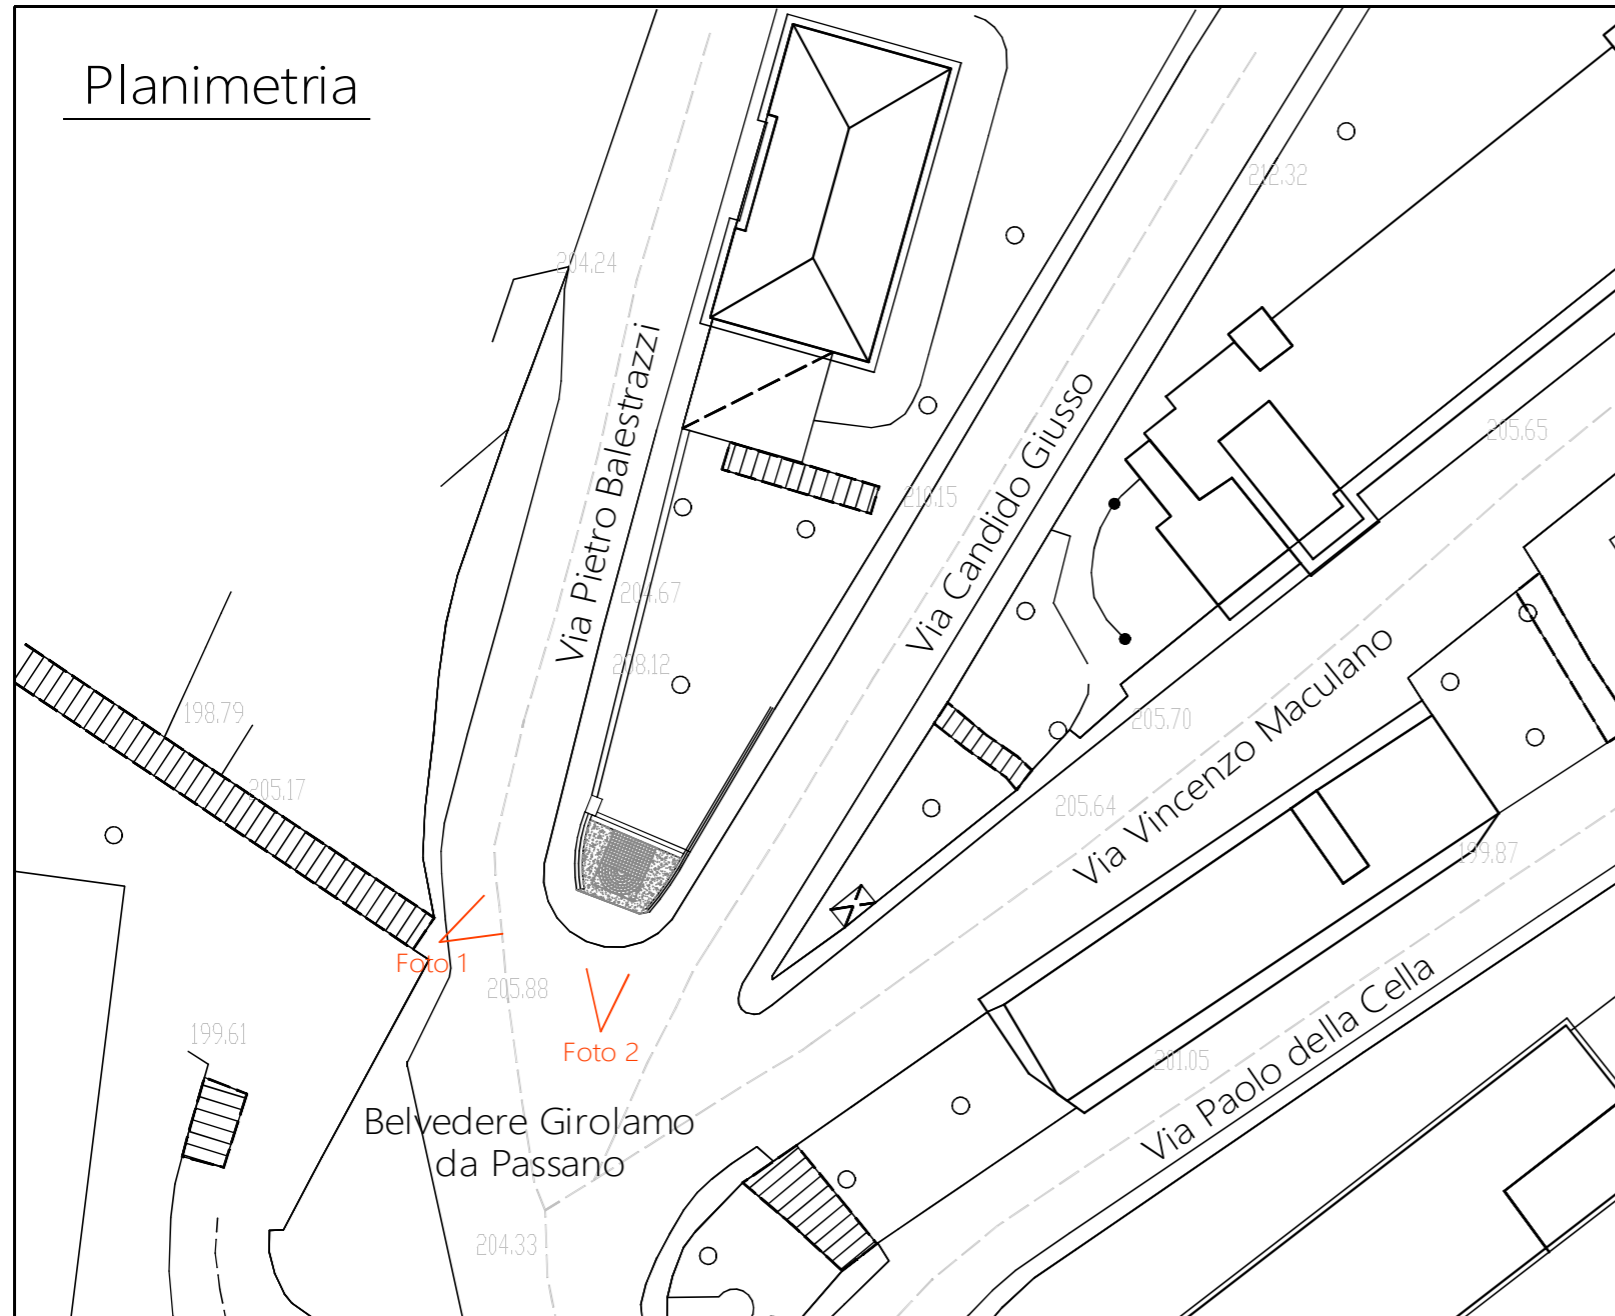 Planimetria
212.32
204.24
205.65
Via Pietro Balestrazzi
Via Candido Giusso
210.15
204.67
208.12
198.79
205.70
Via Vincenzo Maculano
205.17
205.64
199.87
Foto 1
205.88
199.61
Foto 2
201.05
Via Paolo della Cella
Belvedere Girolamo
da Passano
204.33